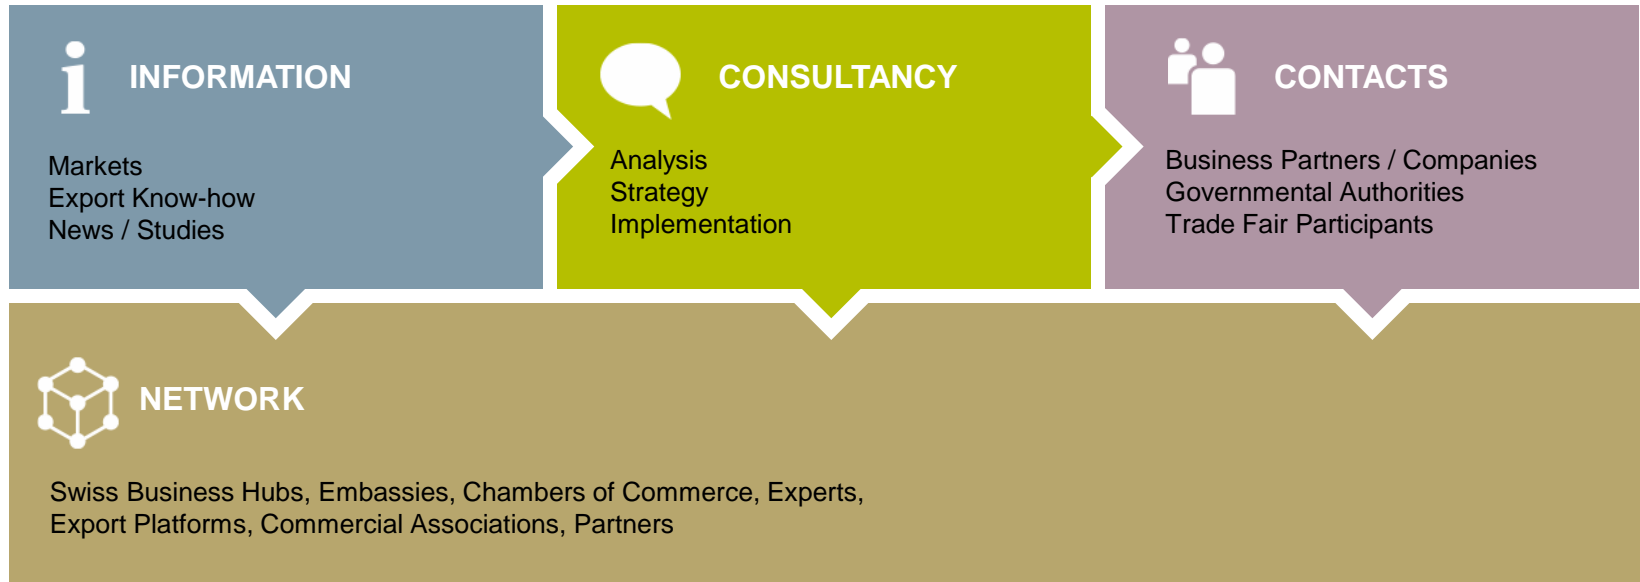 INFORMATION
Markets
Export Know-how
News / Studies
CONSULTANCY
Analysis
Strategy
Implementation
CONTACTS
Business Partners / Companies
Governmental Authorities
Trade Fair Participants
NETWORK
Swiss Business Hubs, Embassies, Chambers of Commerce, Experts,
Export Platforms, Commercial Associations, Partners